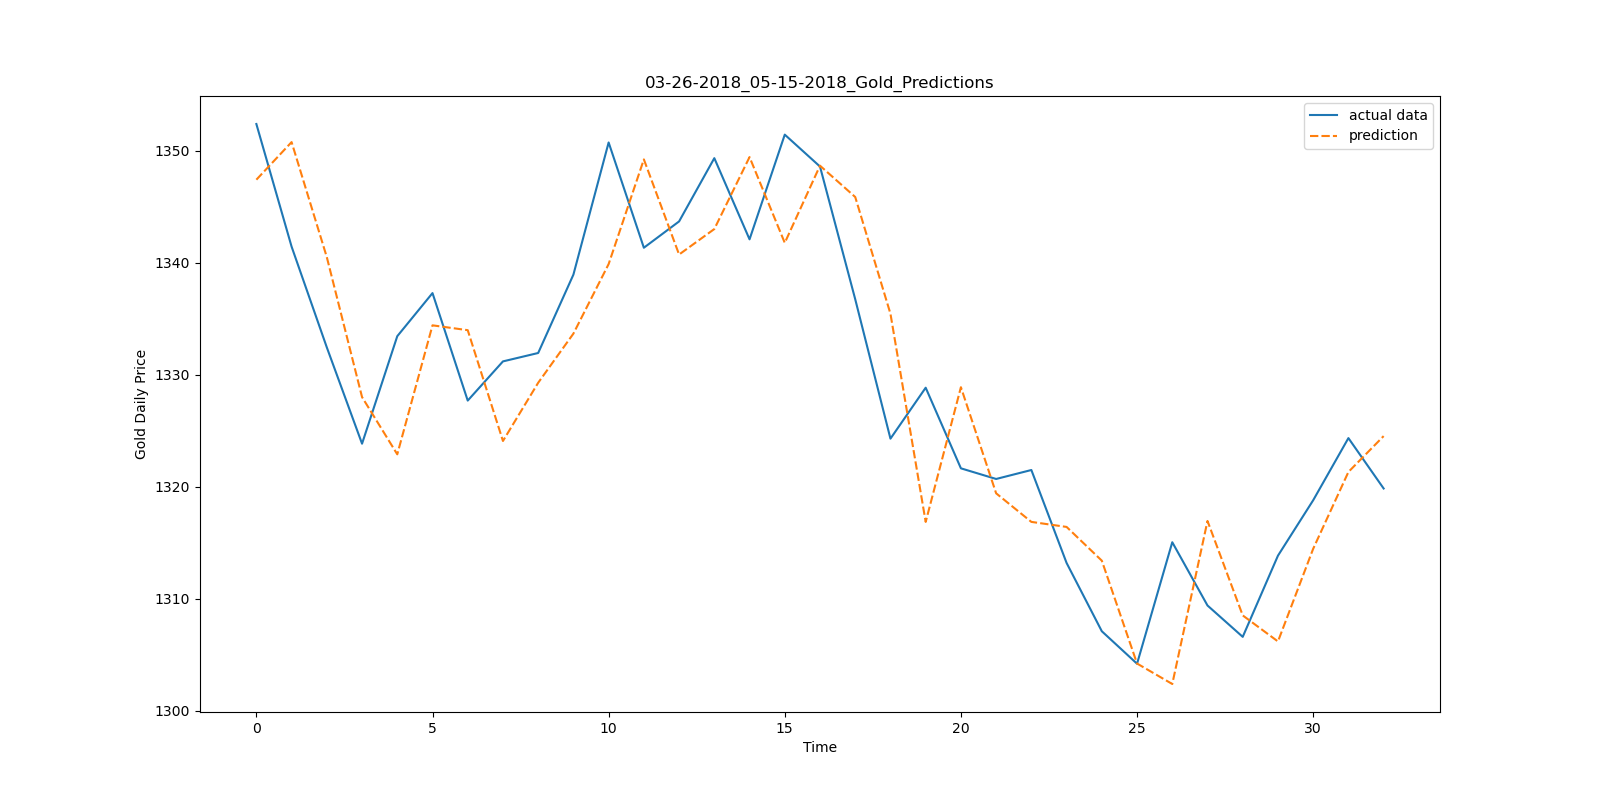 03-26-2018_05-15-2018_Gold_Predictions
actual data
prediction
1350
1340
1330
1320
1310
1300
Gold Daily Price
0 5 10 15 20 25 30
Time